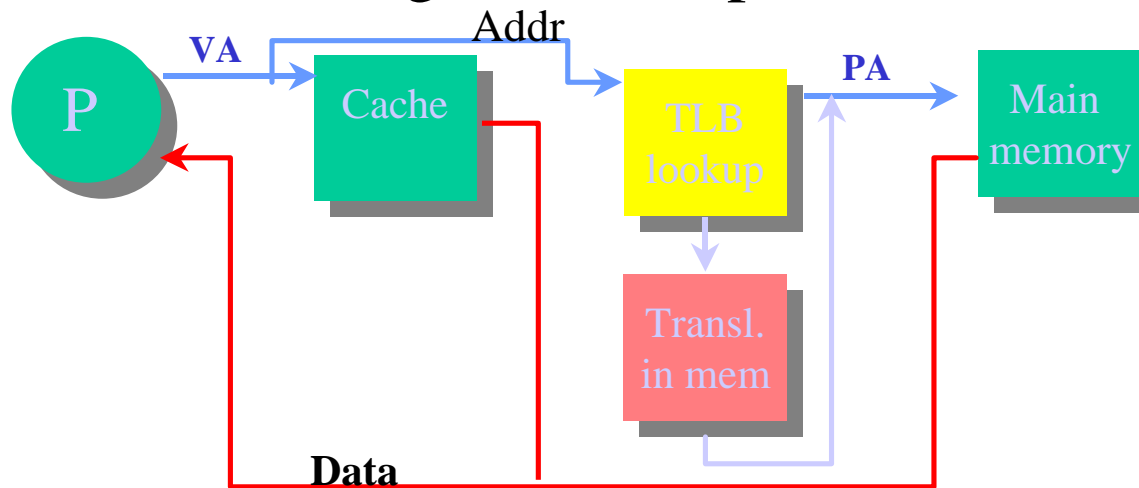 Addr
VA
PA
P
Cache
TLB
lookup
Main
memory
Transl.
in mem
Data